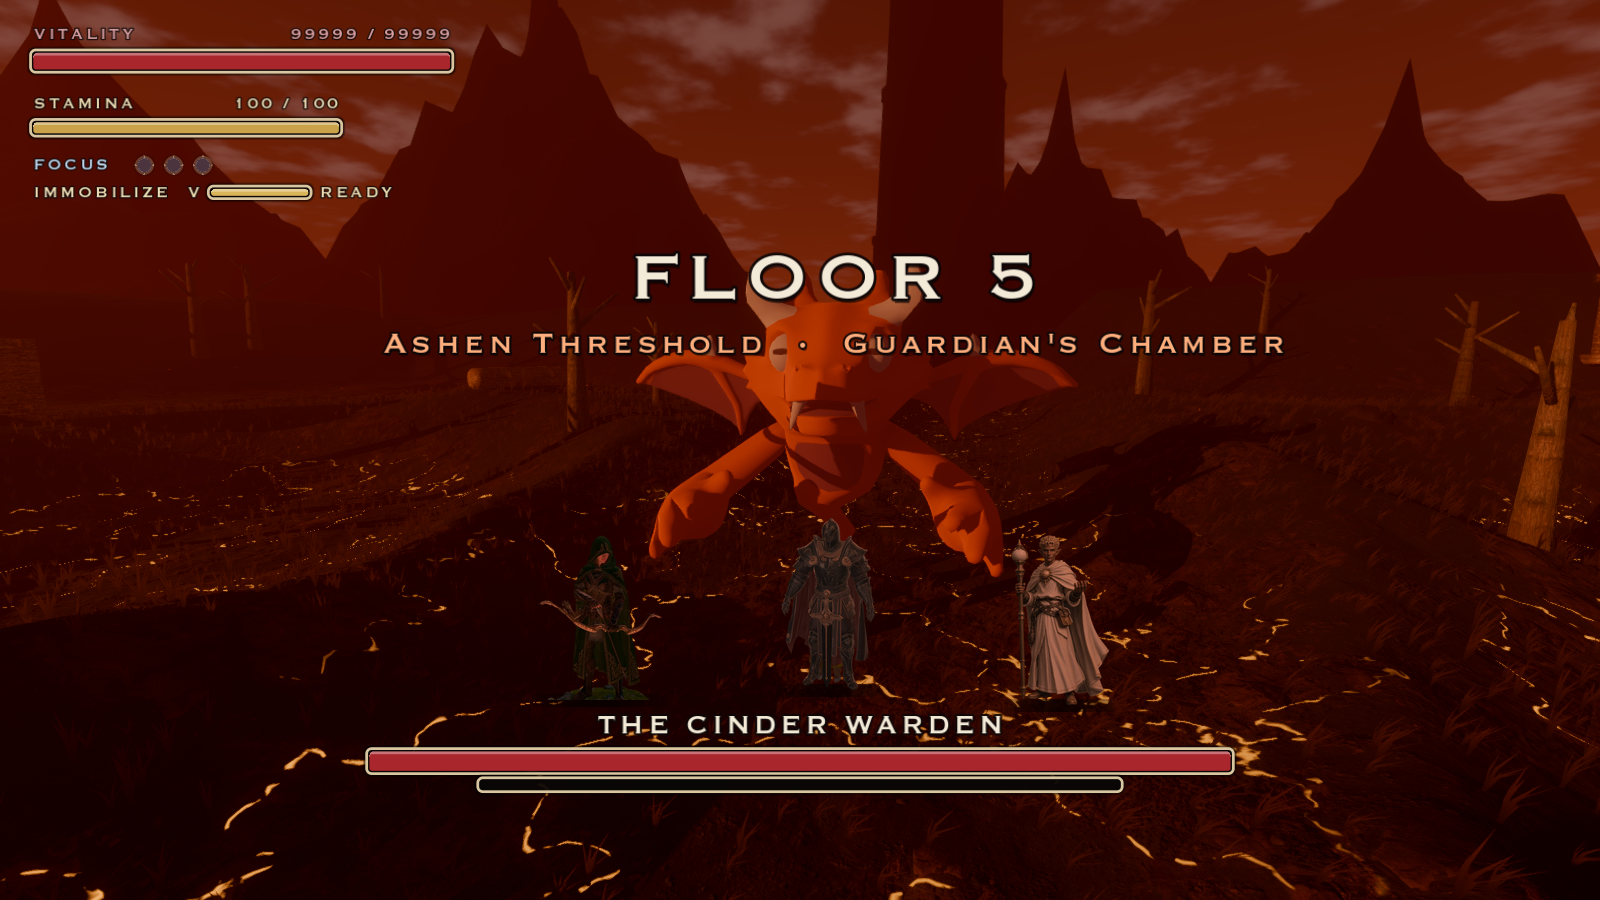 VITALITY 99999 / 99999
STAMINA 100 / 100
FOCUS
IMMOBILIZE V READY
FLOOR 5
ASHEN THRESHOLD · GUARDIAN'S CHAMBER
THE CINDER WARDEN